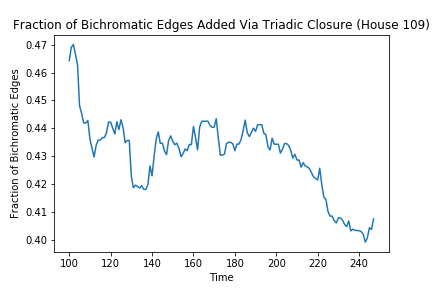 Fraction of Bichromatic Edges Added Via Triadic Closure (House 109)
Fraction of Bichromatic Edges
0.47
0.46
0.45
0.44
0.43
0.42
0.41
0.40
100 120 140 160 180 200 220 240
Time